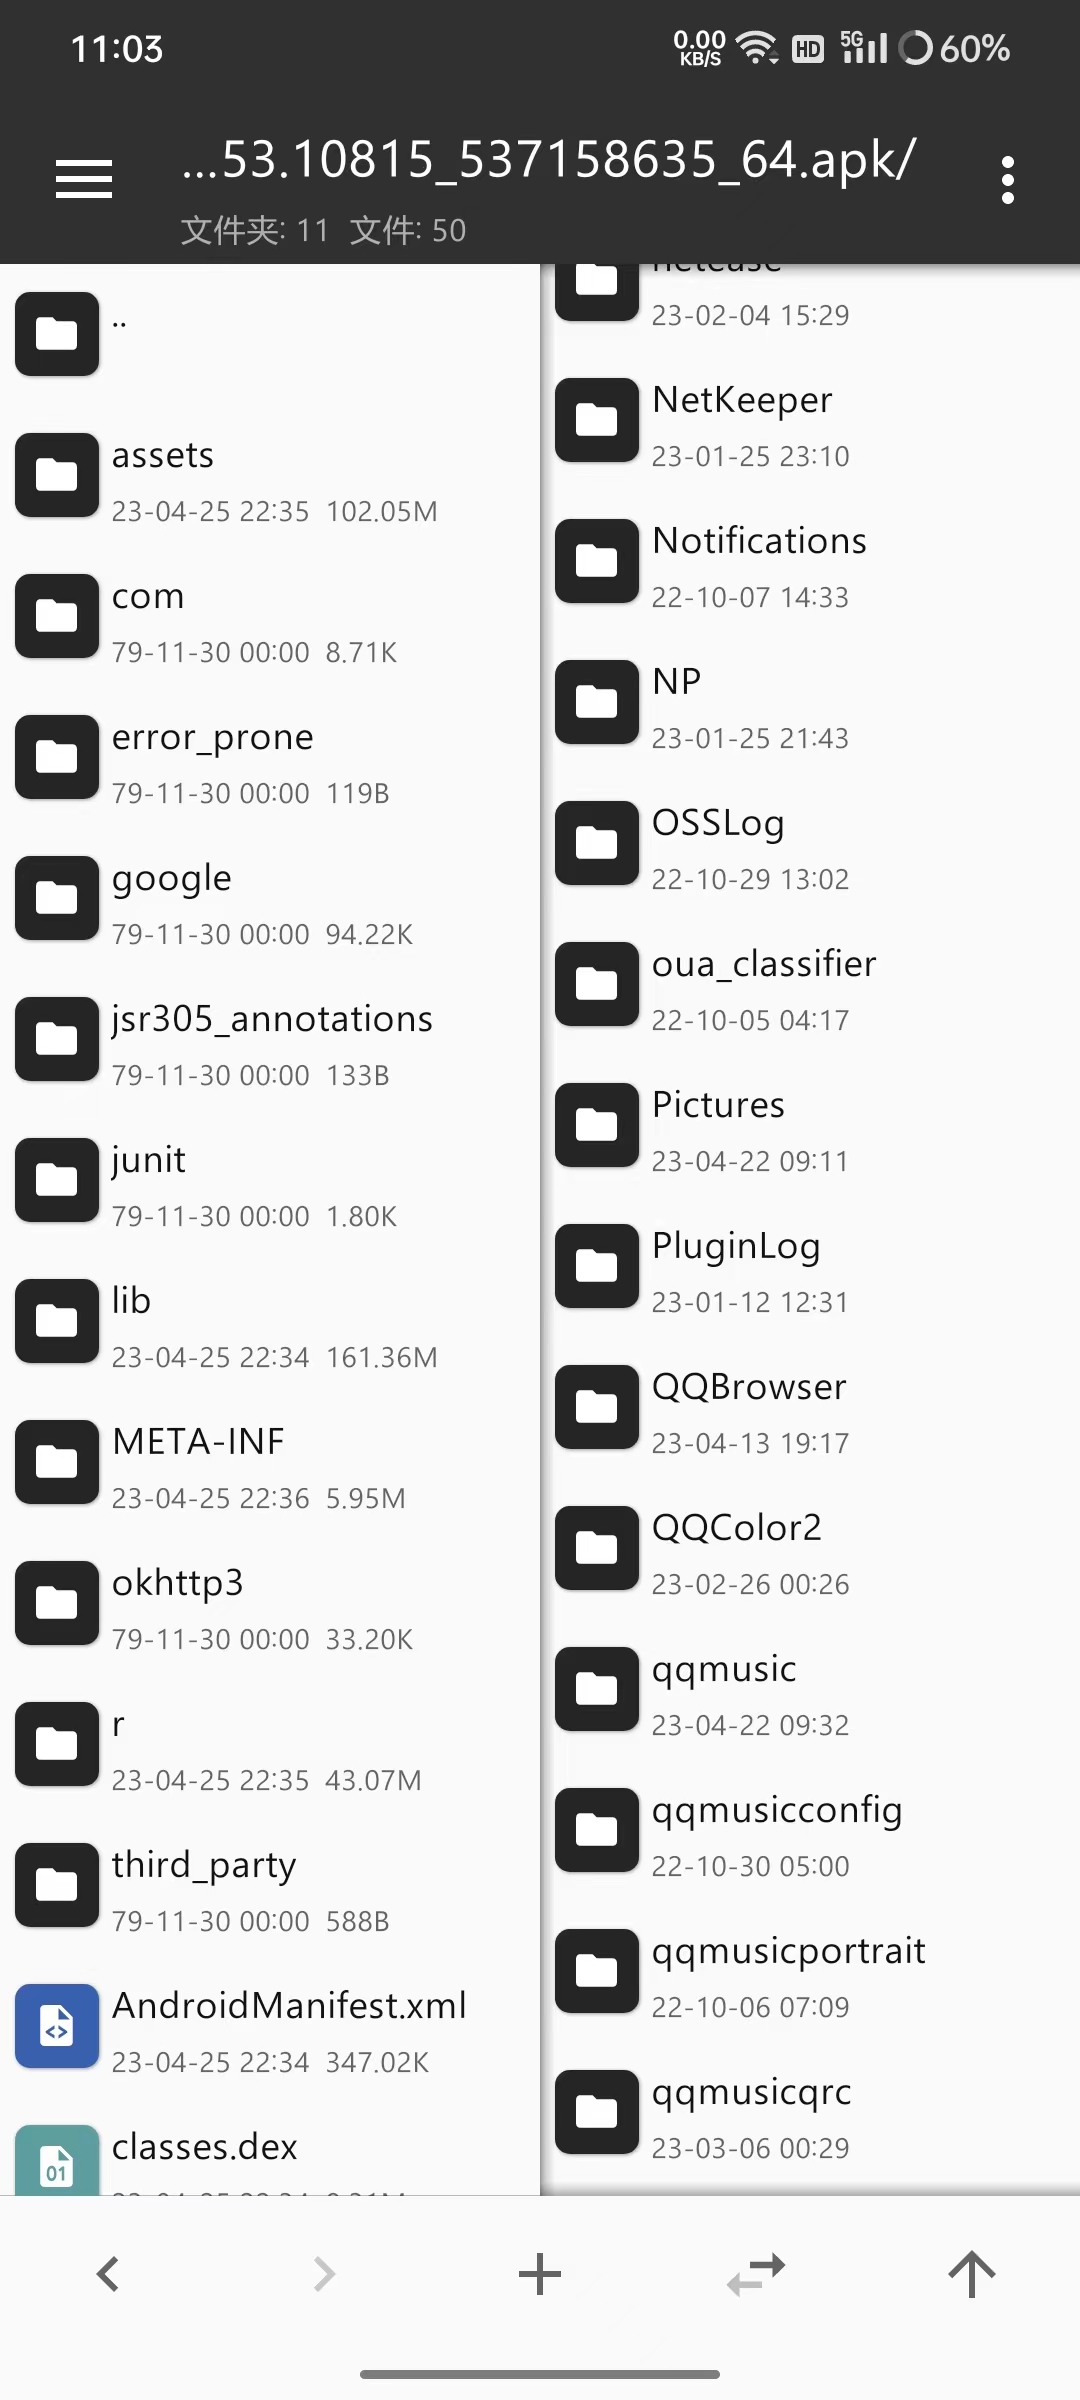 11:03
0.00
KB/S
HD
5G
60%
...53.10815_537158635_64.apk/
文件夹: 11 文件: 50
..
assets
23-04-25 22:35 102.05M
com
79-11-30 00:00 8.71K
error_prone
79-11-30 00:00 119B
google
79-11-30 00:00 94.22K
jsr305_annotations
79-11-30 00:00 133B
junit
79-11-30 00:00 1.80K
lib
23-04-25 22:34 161.36M
META-INF
23-04-25 22:36 5.95M
okhttp3
79-11-30 00:00 33.20K
r
23-04-25 22:35 43.07M
third_party
79-11-30 00:00 588B
AndroidManifest.xml
23-04-25 22:34 347.02K
01
classes.dex
netease
23-02-04 15:29
NetKeeper
23-01-25 23:10
Notifications
22-10-07 14:33
NP
23-01-25 21:43
OSSLog
22-10-29 13:02
oua_classifier
22-10-05 04:17
Pictures
23-04-22 09:11
PluginLog
23-01-12 12:31
QQBrowser
23-04-13 19:17
QQColor2
23-02-26 00:26
qqmusic
23-04-22 09:32
qqmusicconfig
22-10-30 05:00
qqmusicportrait
22-10-06 07:09
qqmusicqrc
23-03-06 00:29